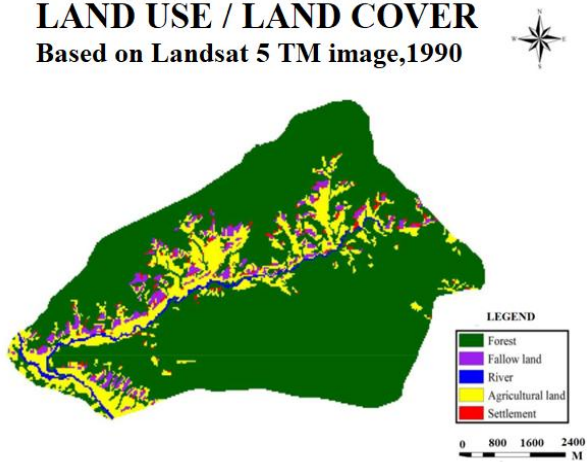 LAND USE / LAND COVER
Based on Landsat 5 TM image,1990
N
W E
S
LEGEND
Forest
Fallow land
River
Agricultural land
Settlement
0 800 1600 2400
M